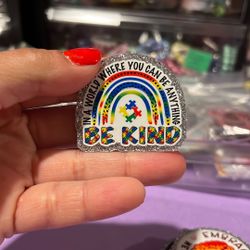 IN A WORLD WHERE YOU CAN BE ANYTHING
BE KIND